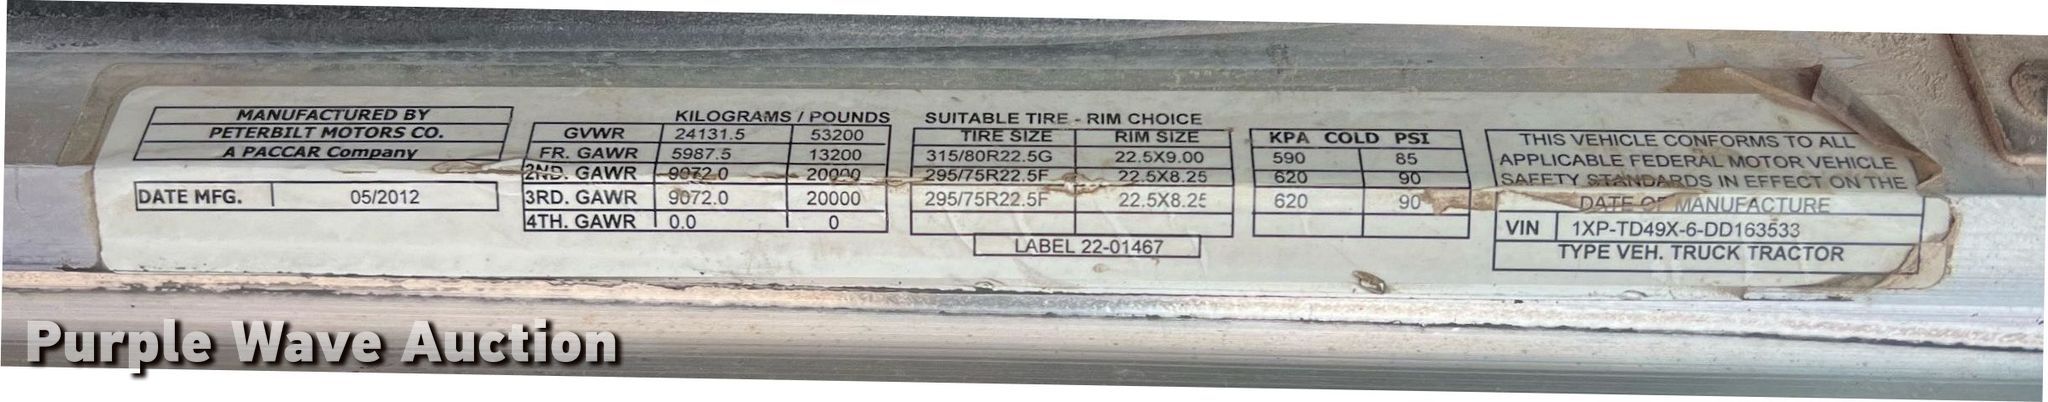 MANUFACTURED BY
PETERBILT MOTORS CO.
A PACCAR Company
DATE MFG. 05/2012
KILOGRAMS / POUNDS
GVWR 24131.5 53200
FR. GAWR 5987.5 13200
2ND. GAWR 9072.0 20000
3RD. GAWR 9072.0 20000
4TH. GAWR 0.0 0
SUITABLE TIRE - RIM CHOICE
TIRE SIZE RIM SIZE
315/80R22.5G 22.5X9.00
295/75R22.5F 22.5X8.25
295/75R22.5F 22.5X8.25
LABEL 22-01467
KPA COLD PSI
590 85
620 90
620 90
THIS VEHICLE CONFORMS TO ALL
APPLICABLE FEDERAL MOTOR VEHICLE
SAFETY STANDARDS IN EFFECT ON THE
DATE OF MANUFACTURE
VIN 1XP-TD49X-6-DD163533
TYPE VEH. TRUCK TRACTOR
Purple Wave Auction